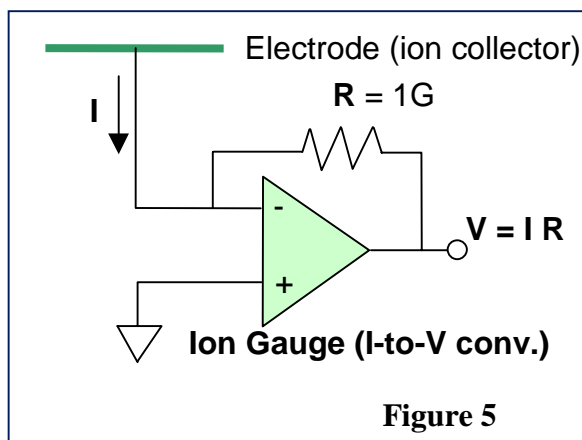 Electrode (ion collector)
R = 1G
I
-
V = I R
+
Ion Gauge (I-to-V conv.)
Figure 5